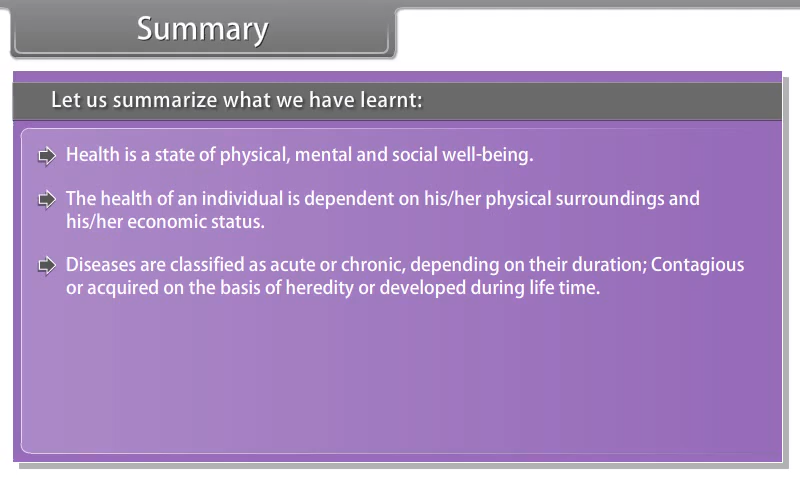 Summary
Let us summarize what we have learnt:
Health is a state of physical, mental and social well-being.
The health of an individual is dependent on his/her physical surroundings and
his/her economic status.
Diseases are classified as acute or chronic, depending on their duration; Contagious
or acquired on the basis of heredity or developed during life time.